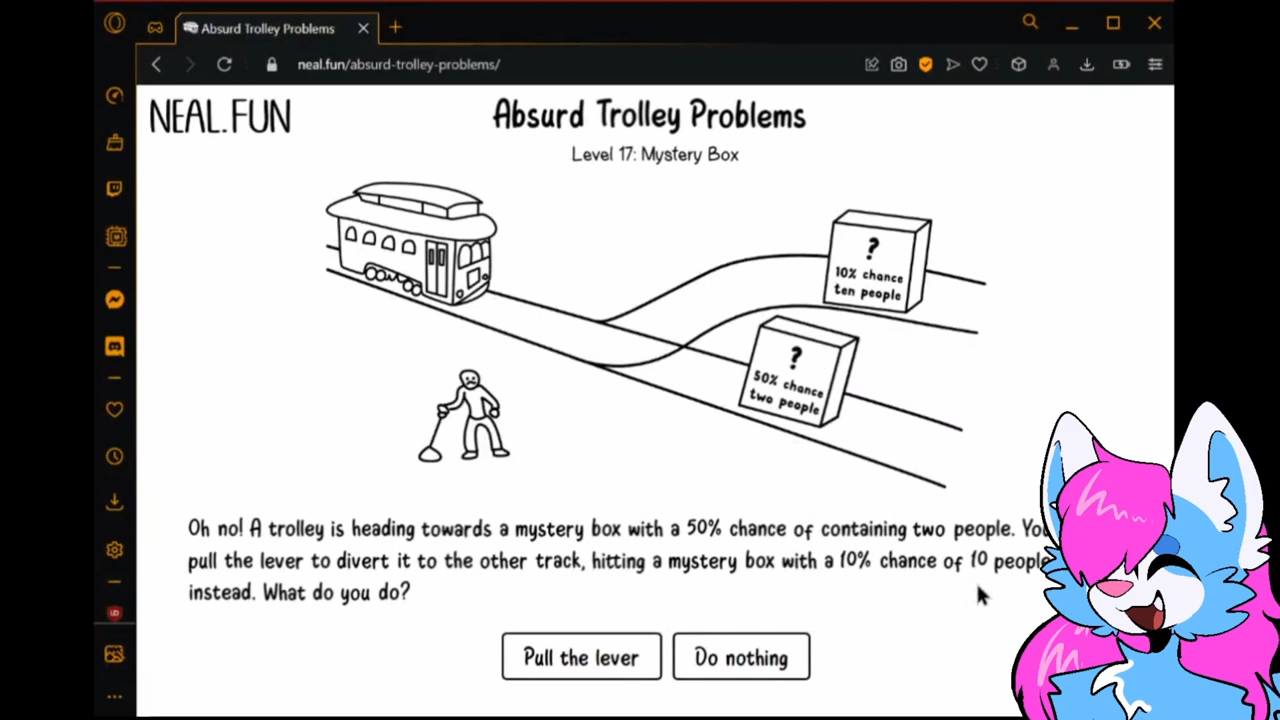 Absurd Trolley Problems
neal.fun/absurd-trolley-problems/
NEAL.FUN
Absurd Trolley Problems
Level 17: Mystery Box
?
10% chance
ten people
?
50% chance
two people
Oh no! A trolley is heading towards a mystery box with a 50% chance of containing two people.
pull the lever to divert it to the other track, hitting a mystery box with a 10% chance of 10 people
instead. What do you do?
Pull the lever
Do nothing